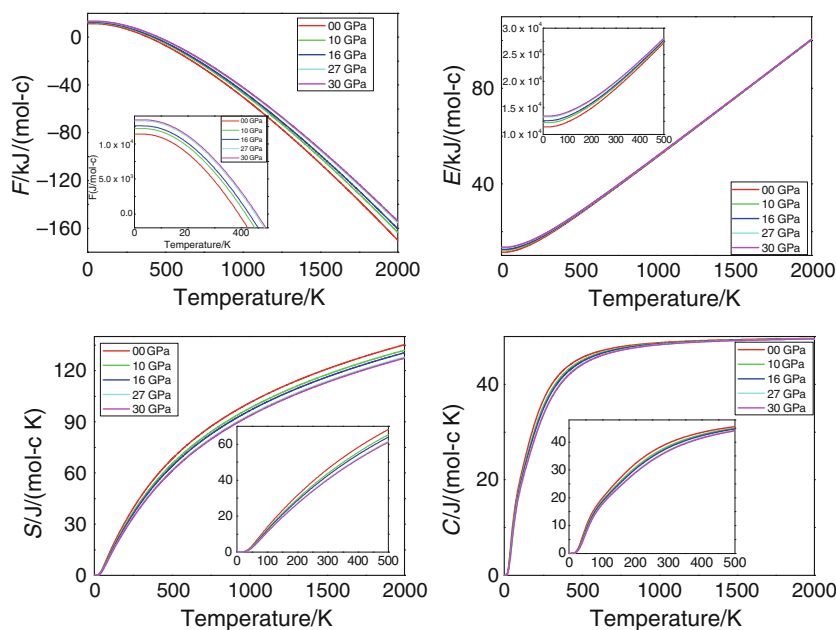 F/kJ/(mol-c)
0
−40
−80
−120
−160
00 GPa
10 GPa
16 GPa
27 GPa
30 GPa
F(J/mol-c)
1.0 x 10⁴
5.0 x 10³
0.0
00 GPa
10 GPa
16 GPa
27 GPa
30 GPa
0 20 400
Temperature/K
0 500 1000 1500 2000
Temperature/K
E/kJ/(mol-c)
100
80
60
40
20
3.0 x 10⁴
2.5 x 10⁴
2.0 x 10⁴
1.5 x 10⁴
1.0 x 10⁴
0 100 200 300 400 500
00 GPa
10 GPa
16 GPa
27 GPa
30 GPa
0 500 1000 1500 2000
Temperature/K
S/J/(mol-c K)
120
90
60
30
0
00 GPa
10 GPa
16 GPa
27 GPa
30 GPa
60
40
20
0
0 100 200 300 400 500
0 500 1000 1500 2000
Temperature/K
C/J/(mol-c K)
40
20
0
00 GPa
10 GPa
16 GPa
27 GPa
30 GPa
40
30
20
10
0
0 100 200 300 400 500
0 500 1000 1500 2000
Temperature/K